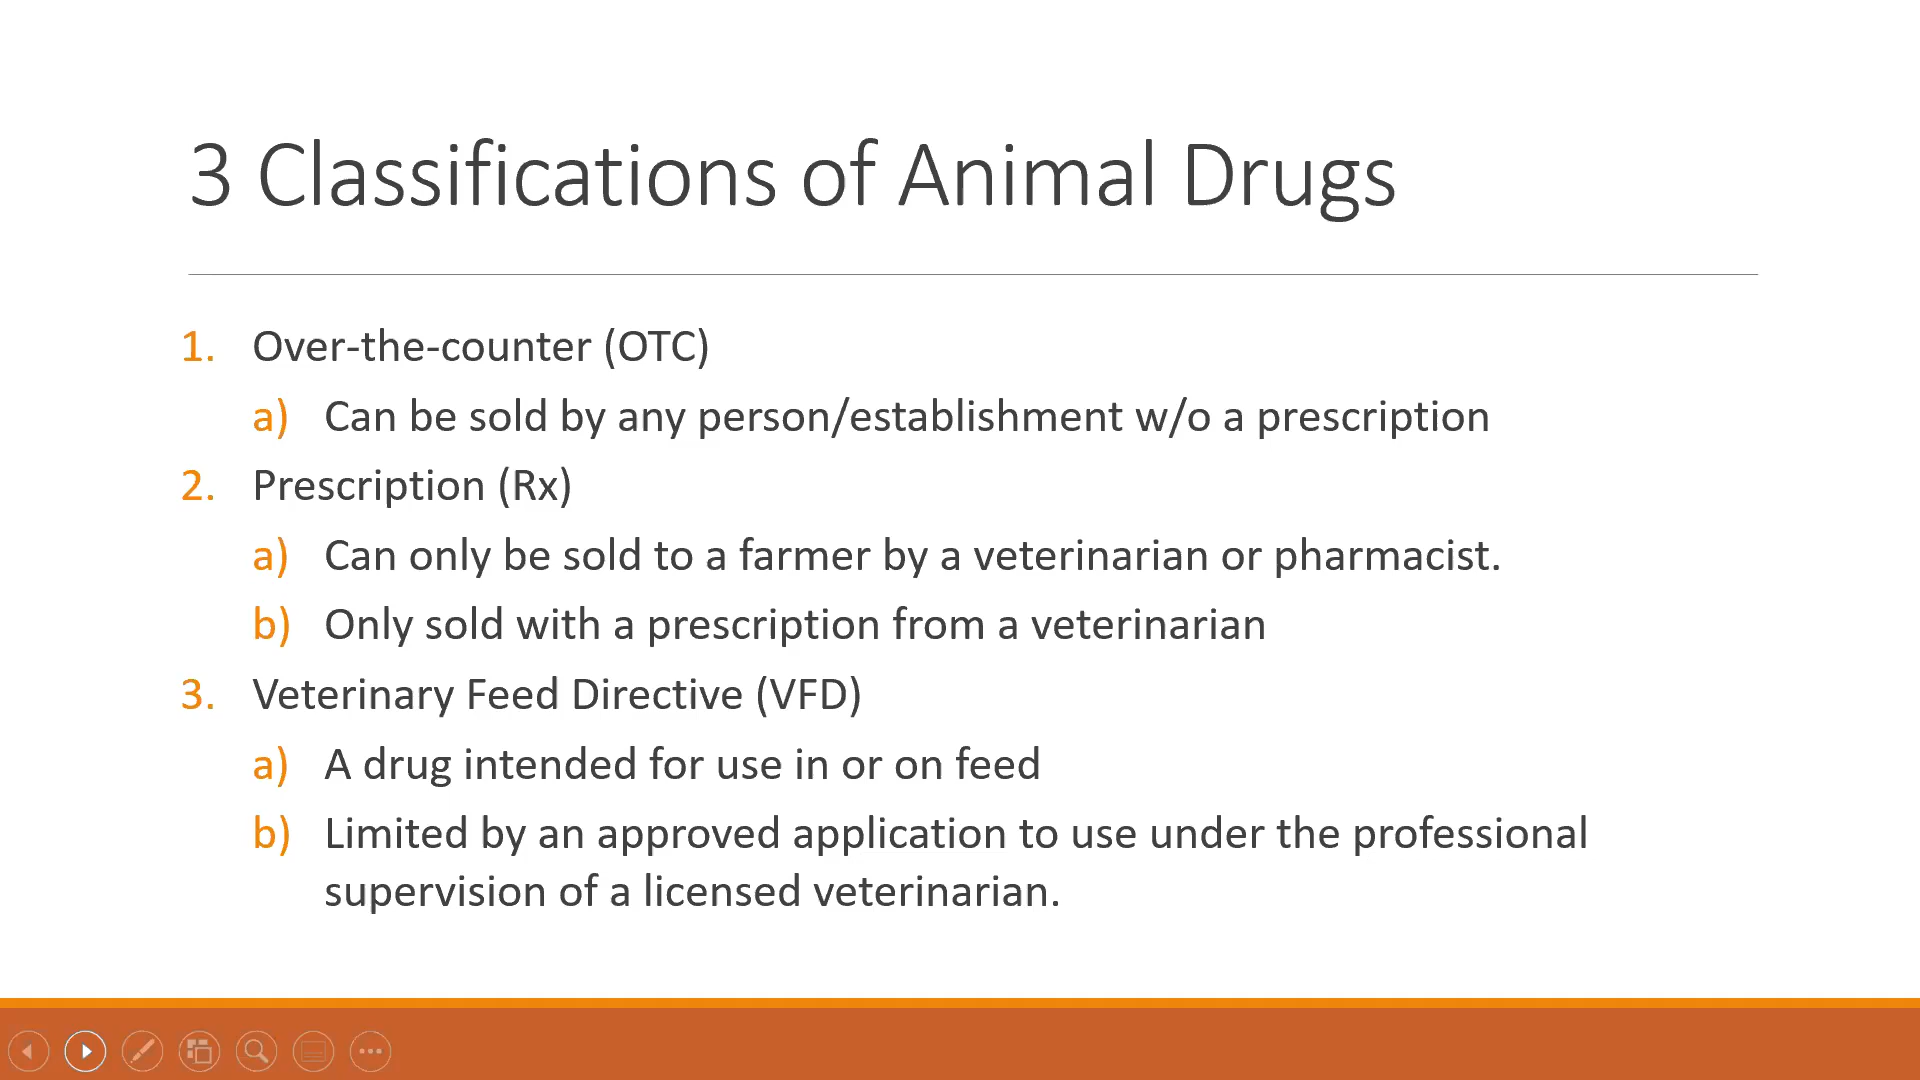 3 Classifications of Animal Drugs
1. Over-the-counter (OTC)
a) Can be sold by any person/establishment w/o a prescription
2. Prescription (Rx)
a) Can only be sold to a farmer by a veterinarian or pharmacist.
b) Only sold with a prescription from a veterinarian
3. Veterinary Feed Directive (VFD)
a) A drug intended for use in or on feed
b) Limited by an approved application to use under the professional
supervision of a licensed veterinarian.